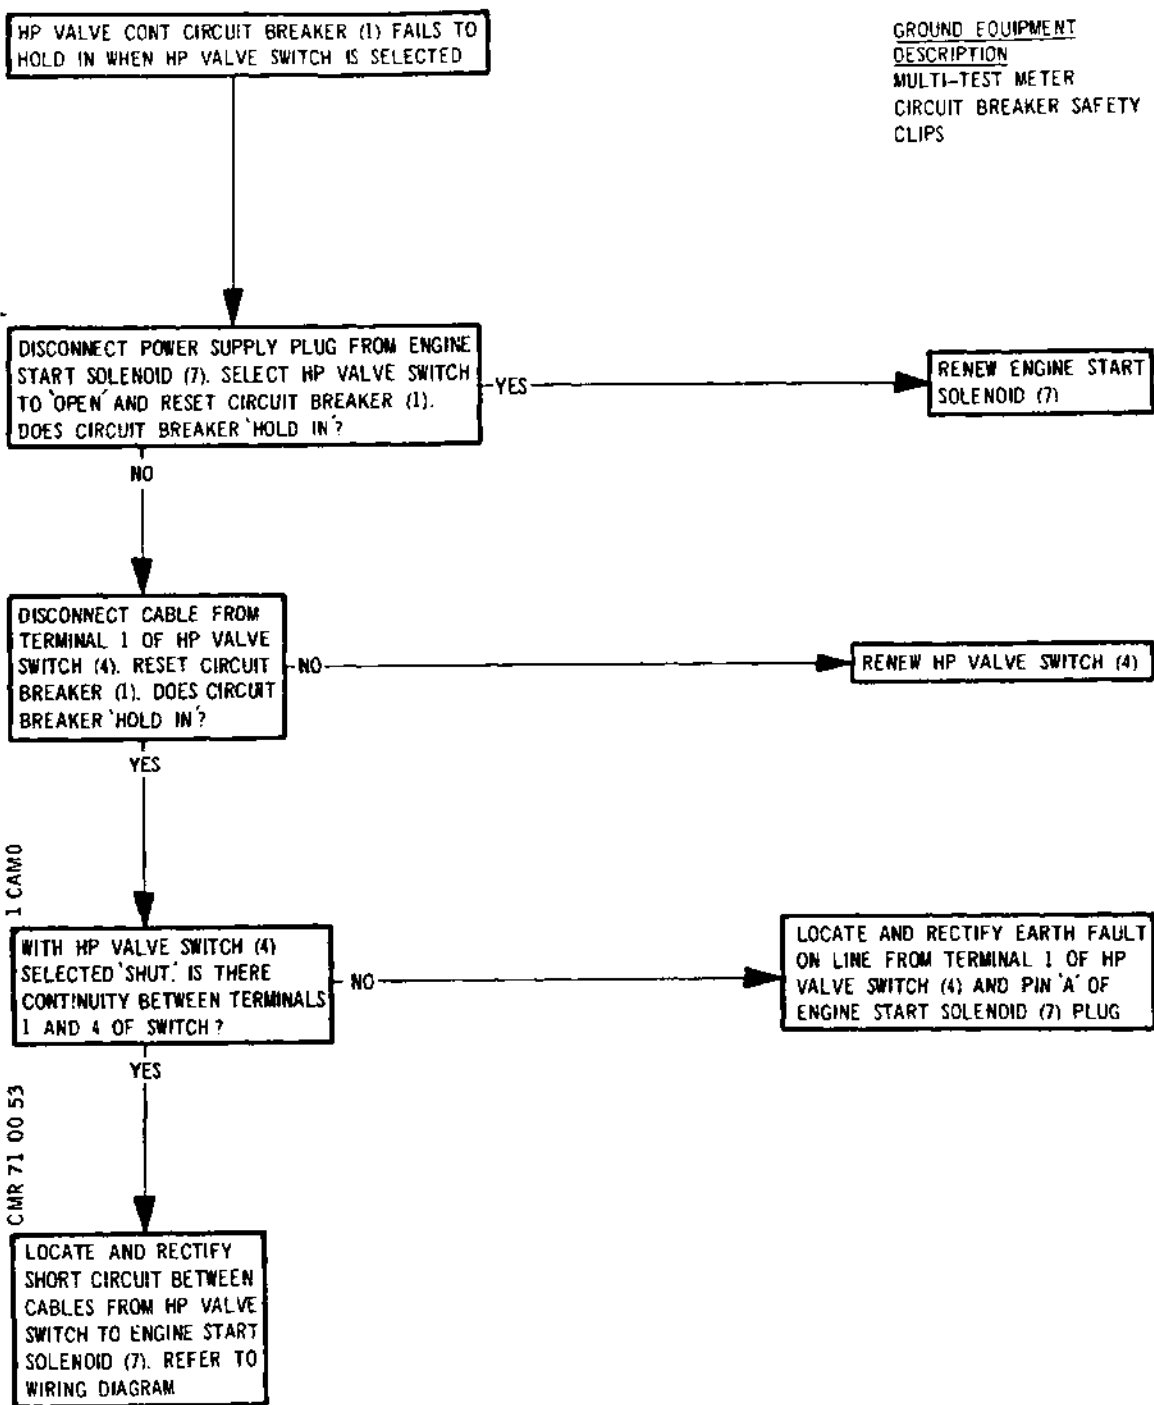 HP VALVE CONT CIRCUIT BREAKER (1) FAILS TO
HOLD IN WHEN HP VALVE SWITCH IS SELECTED
GROUND EQUIPMENT
DESCRIPTION
MULTI-TEST METER
CIRCUIT BREAKER SAFETY
CLIPS
DISCONNECT POWER SUPPLY PLUG FROM ENGINE
START SOLENOID (7). SELECT HP VALVE SWITCH
TO 'OPEN' AND RESET CIRCUIT BREAKER (1).
DOES CIRCUIT BREAKER 'HOLD IN'?
YES
RENEW ENGINE START
SOLENOID (7)
NO
DISCONNECT CABLE FROM
TERMINAL 1 OF HP VALVE
SWITCH (4). RESET CIRCUIT
BREAKER (1). DOES CIRCUIT
BREAKER 'HOLD IN'?
NO
RENEW HP VALVE SWITCH (4)
YES
WITH HP VALVE SWITCH (4)
SELECTED 'SHUT.' IS THERE
CONTINUITY BETWEEN TERMINALS
1 AND 4 OF SWITCH?
NO
LOCATE AND RECTIFY EARTH FAULT
ON LINE FROM TERMINAL 1 OF HP
VALVE SWITCH (4) AND PIN 'A' OF
ENGINE START SOLENOID (7) PLUG
YES
LOCATE AND RECTIFY
SHORT CIRCUIT BETWEEN
CABLES FROM HP VALVE
SWITCH TO ENGINE START
SOLENOID (7). REFER TO
WIRING DIAGRAM
CMR 71 00 53 1 CAM0